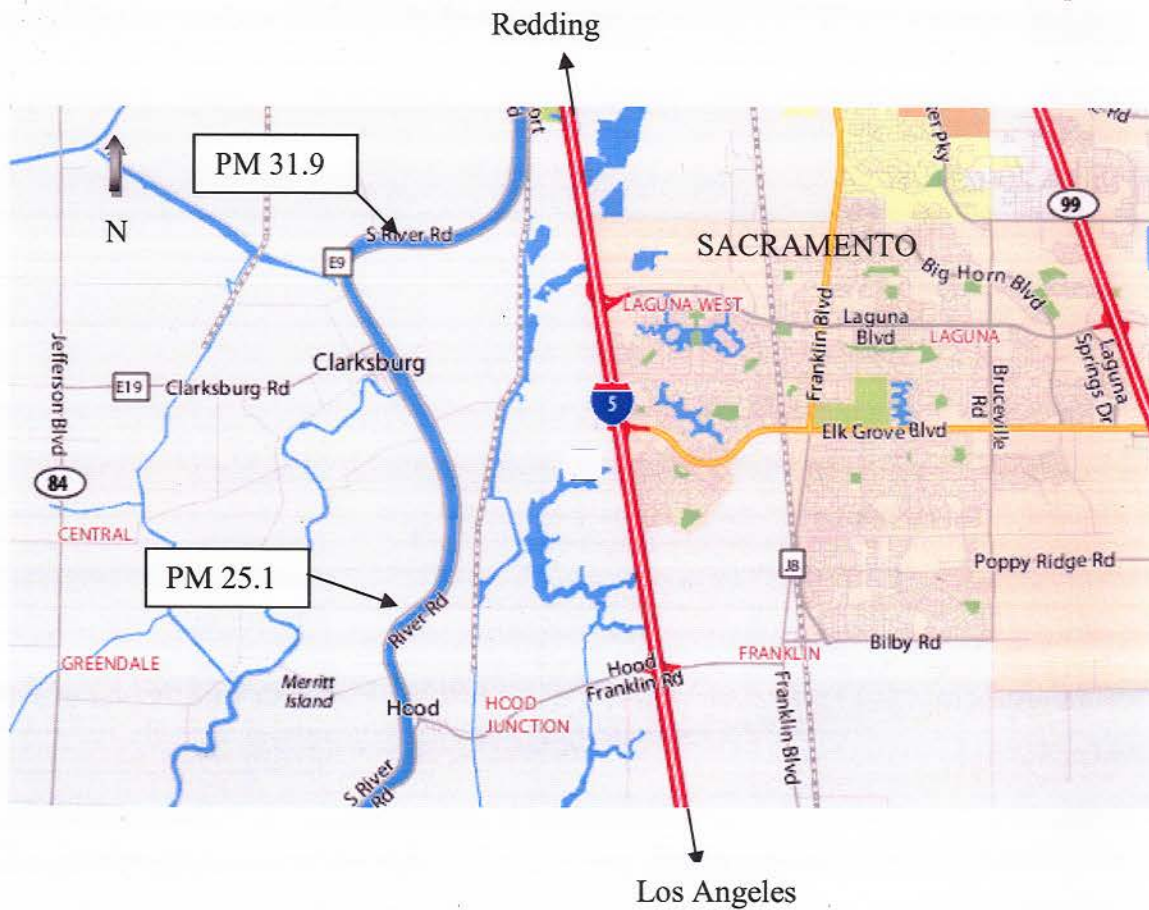 Redding
PM 31.9
N
S River Rd
E9
99
SACRAMENTO
Big Horn Blvd
LAGUNA WEST
Franklin Blvd
Laguna
Blvd
LAGUNA
Laguna
Springs Dr
Bruceville
Rd
Jefferson Blvd
Clarksburg
E19
Clarksburg Rd
5
Elk Grove Blvd
84
CENTRAL
PM 25.1
J8
Poppy Ridge Rd
River Rd
Bilby Rd
GREENDALE
FRANKLIN
Hood
Franklin Rd
Merritt
Island
Hood
HOOD
JUNCTION
Franklin Blvd
S River
Rd
Los Angeles